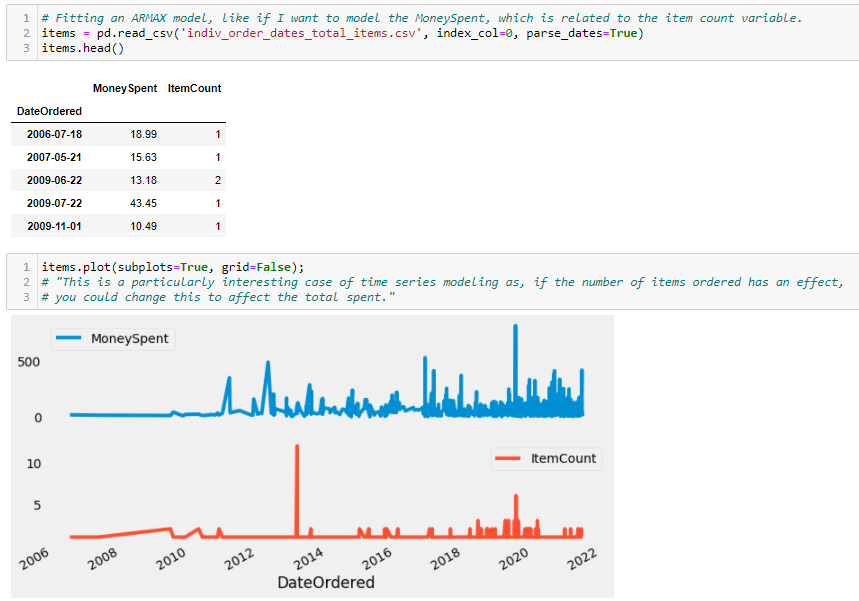 1 # Fitting an ARMAX model, like if I want to model the MoneySpent, which is related to the item count variable.
2 items = pd.read_csv('indiv_order_dates_total_items.csv', index_col=0, parse_dates=True)
3 items.head()
MoneySpent ItemCount
DateOrdered
2006-07-18 18.99 1
2007-05-21 15.63 1
2009-06-22 13.18 2
2009-07-22 43.45 1
2009-11-01 10.49 1
1 items.plot(subplots=True, grid=False);
2 # "This is a particularly interesting case of time series modeling as, if the number of items ordered has an effect,
3 # you could change this to affect the total spent."
MoneySpent
500
0
ItemCount
10
5
2006 2008 2010 2012 2014 2016 2018 2020 2022
DateOrdered